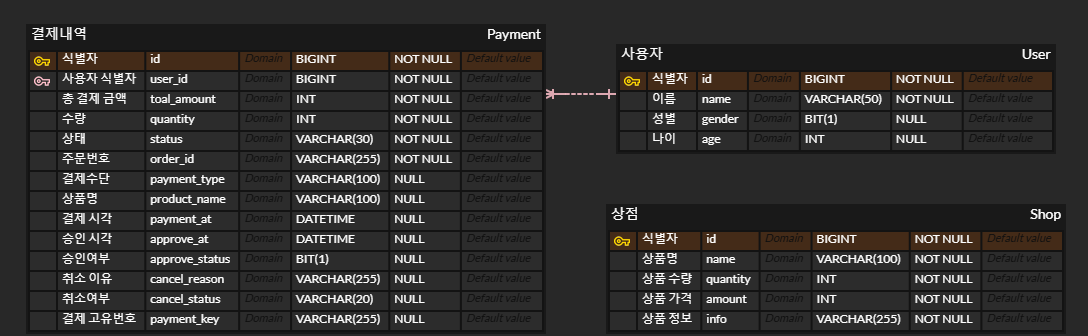 결제내역 Payment
식별자 id Domain BIGINT NOT NULL Default value
사용자 식별자 user_id Domain BIGINT NOT NULL Default value
총 결제 금액 toal_amount Domain INT NOT NULL Default value
수량 quantity Domain INT NOT NULL Default value
상태 status Domain VARCHAR(30) NOT NULL Default value
주문번호 order_id Domain VARCHAR(255) NOT NULL Default value
결제수단 payment_type Domain VARCHAR(100) NULL Default value
상품명 product_name Domain VARCHAR(100) NULL Default value
결제 시각 payment_at Domain DATETIME NULL Default value
승인 시각 approve_at Domain DATETIME NULL Default value
승인여부 approve_status Domain BIT(1) NULL Default value
취소 이유 cancel_reason Domain VARCHAR(255) NULL Default value
취소여부 cancel_status Domain VARCHAR(20) NULL Default value
결제 고유번호 payment_key Domain VARCHAR(255) NULL Default value
사용자 User
식별자 id Domain BIGINT NOT NULL Default value
이름 name Domain VARCHAR(50) NOT NULL Default value
성별 gender Domain BIT(1) NULL Default value
나이 age Domain INT NULL Default value
상점 Shop
식별자 id Domain BIGINT NOT NULL Default value
상품명 name Domain VARCHAR(100) NOT NULL Default value
상품 수량 quantity Domain INT NOT NULL Default value
상품 가격 amount Domain INT NOT NULL Default value
상품 정보 info Domain VARCHAR(255) NOT NULL Default value